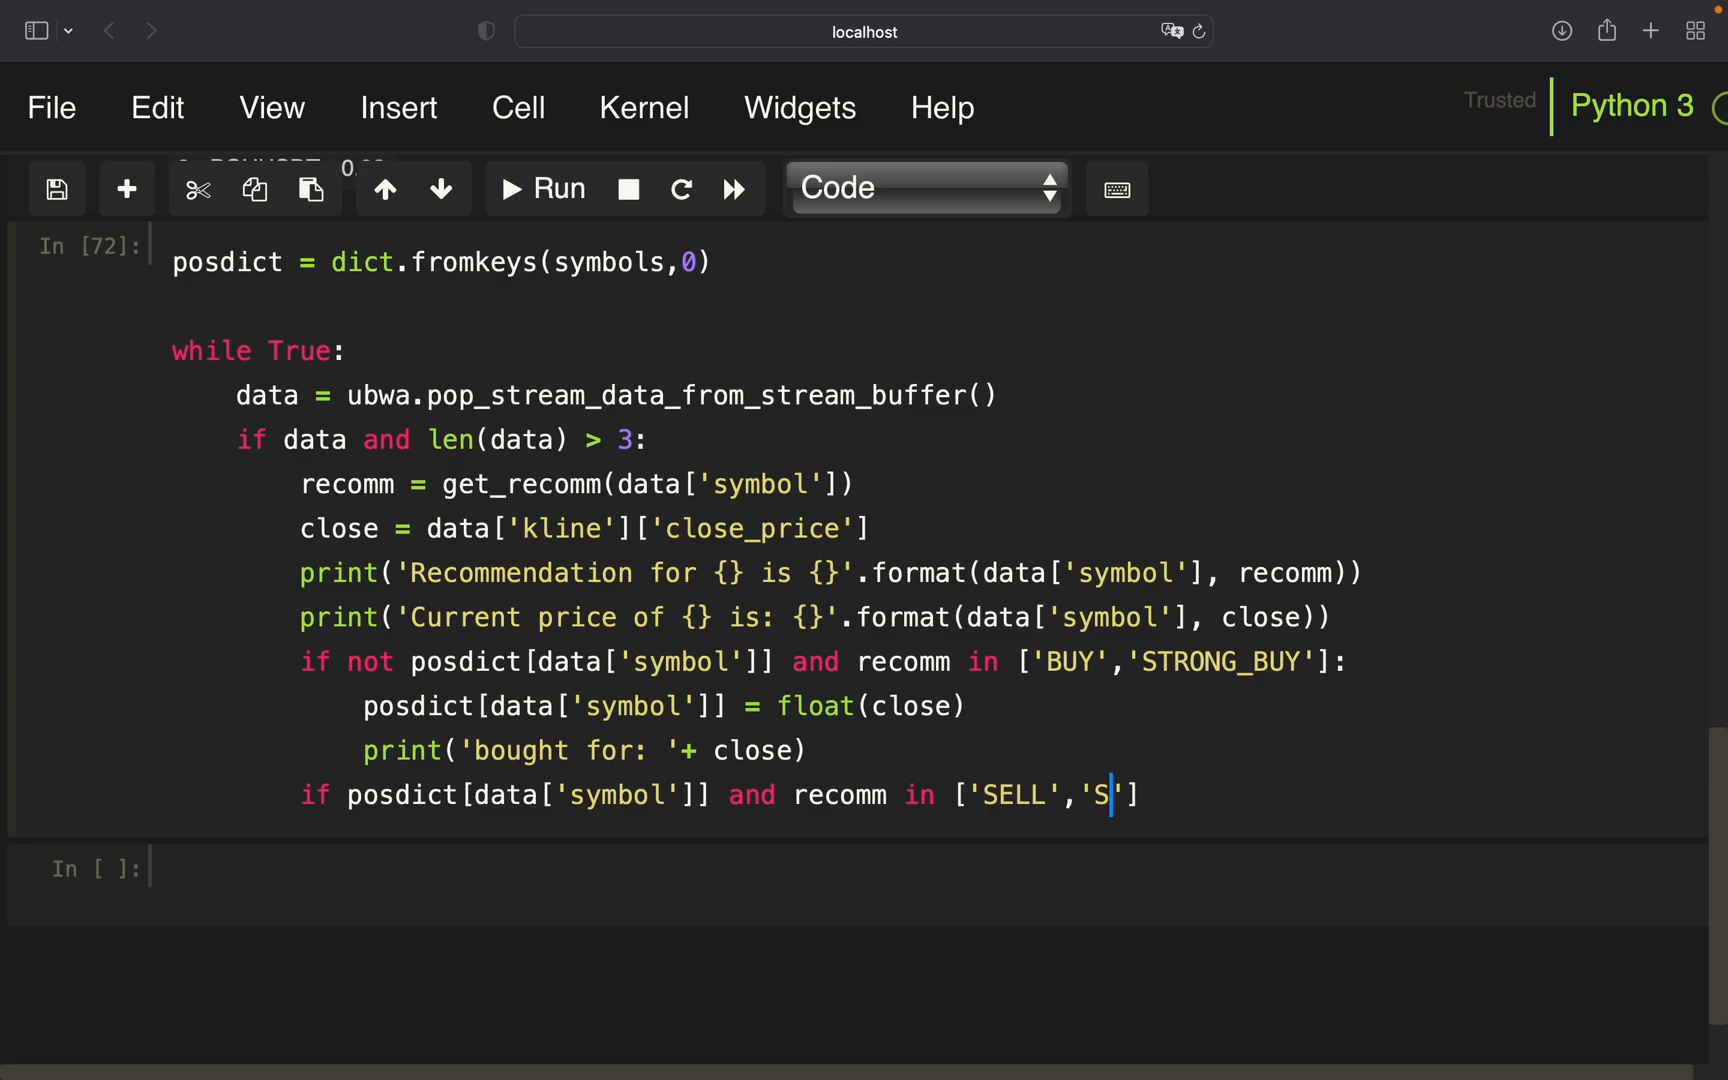 localhost
File Edit View Insert Cell Kernel Widgets Help Trusted Python 3
Run Code
In [72]:
posdict = dict.fromkeys(symbols,0)
while True:
data = ubwa.pop_stream_data_from_stream_buffer()
if data and len(data) > 3:
recomm = get_recomm(data['symbol'])
close = data['kline']['close_price']
print('Recommendation for {} is {}'.format(data['symbol'], recomm))
print('Current price of {} is: {}'.format(data['symbol'], close))
if not posdict[data['symbol']] and recomm in ['BUY','STRONG_BUY']:
posdict[data['symbol']] = float(close)
print('bought for: '+ close)
if posdict[data['symbol']] and recomm in ['SELL','S']
In [ ]: